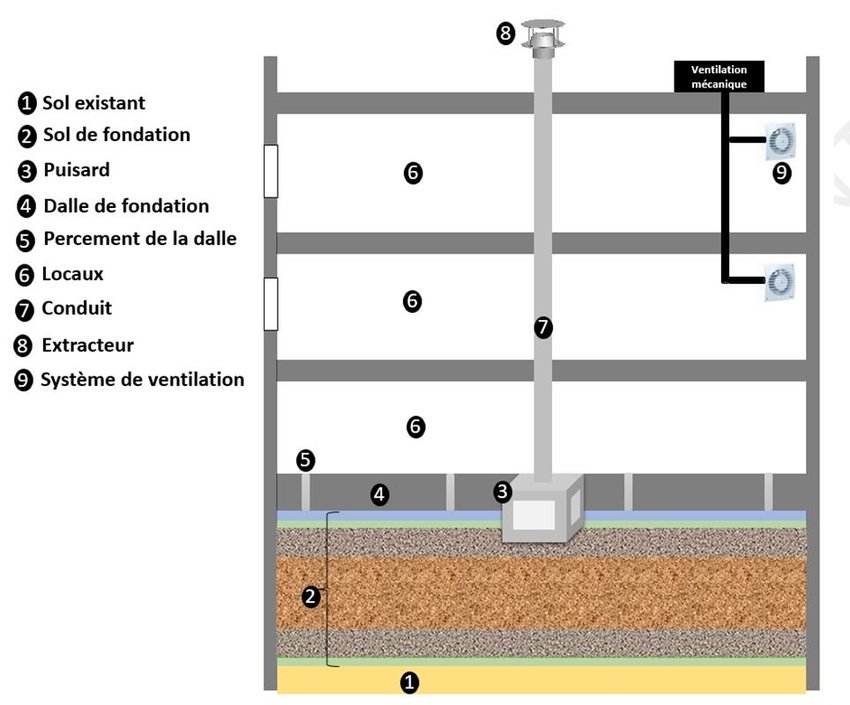 1 Sol existant
2 Sol de fondation
3 Puisard
4 Dalle de fondation
5 Percement de la dalle
6 Locaux
7 Conduit
8 Extracteur
9 Système de ventilation
8
Ventilation
mécanique
6
9
6
7
6
5
4
3
2
1